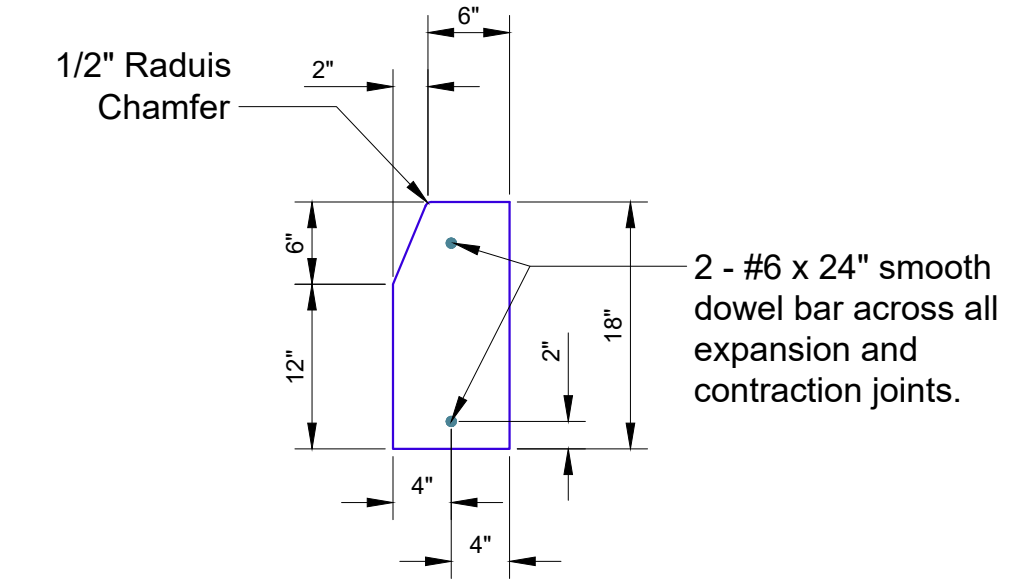 6"
2"
1/2" Raduis
Chamfer
6"
12"
18"
2"
2 - #6 x 24" smooth
dowel bar across all
expansion and
contraction joints.
4"
4"